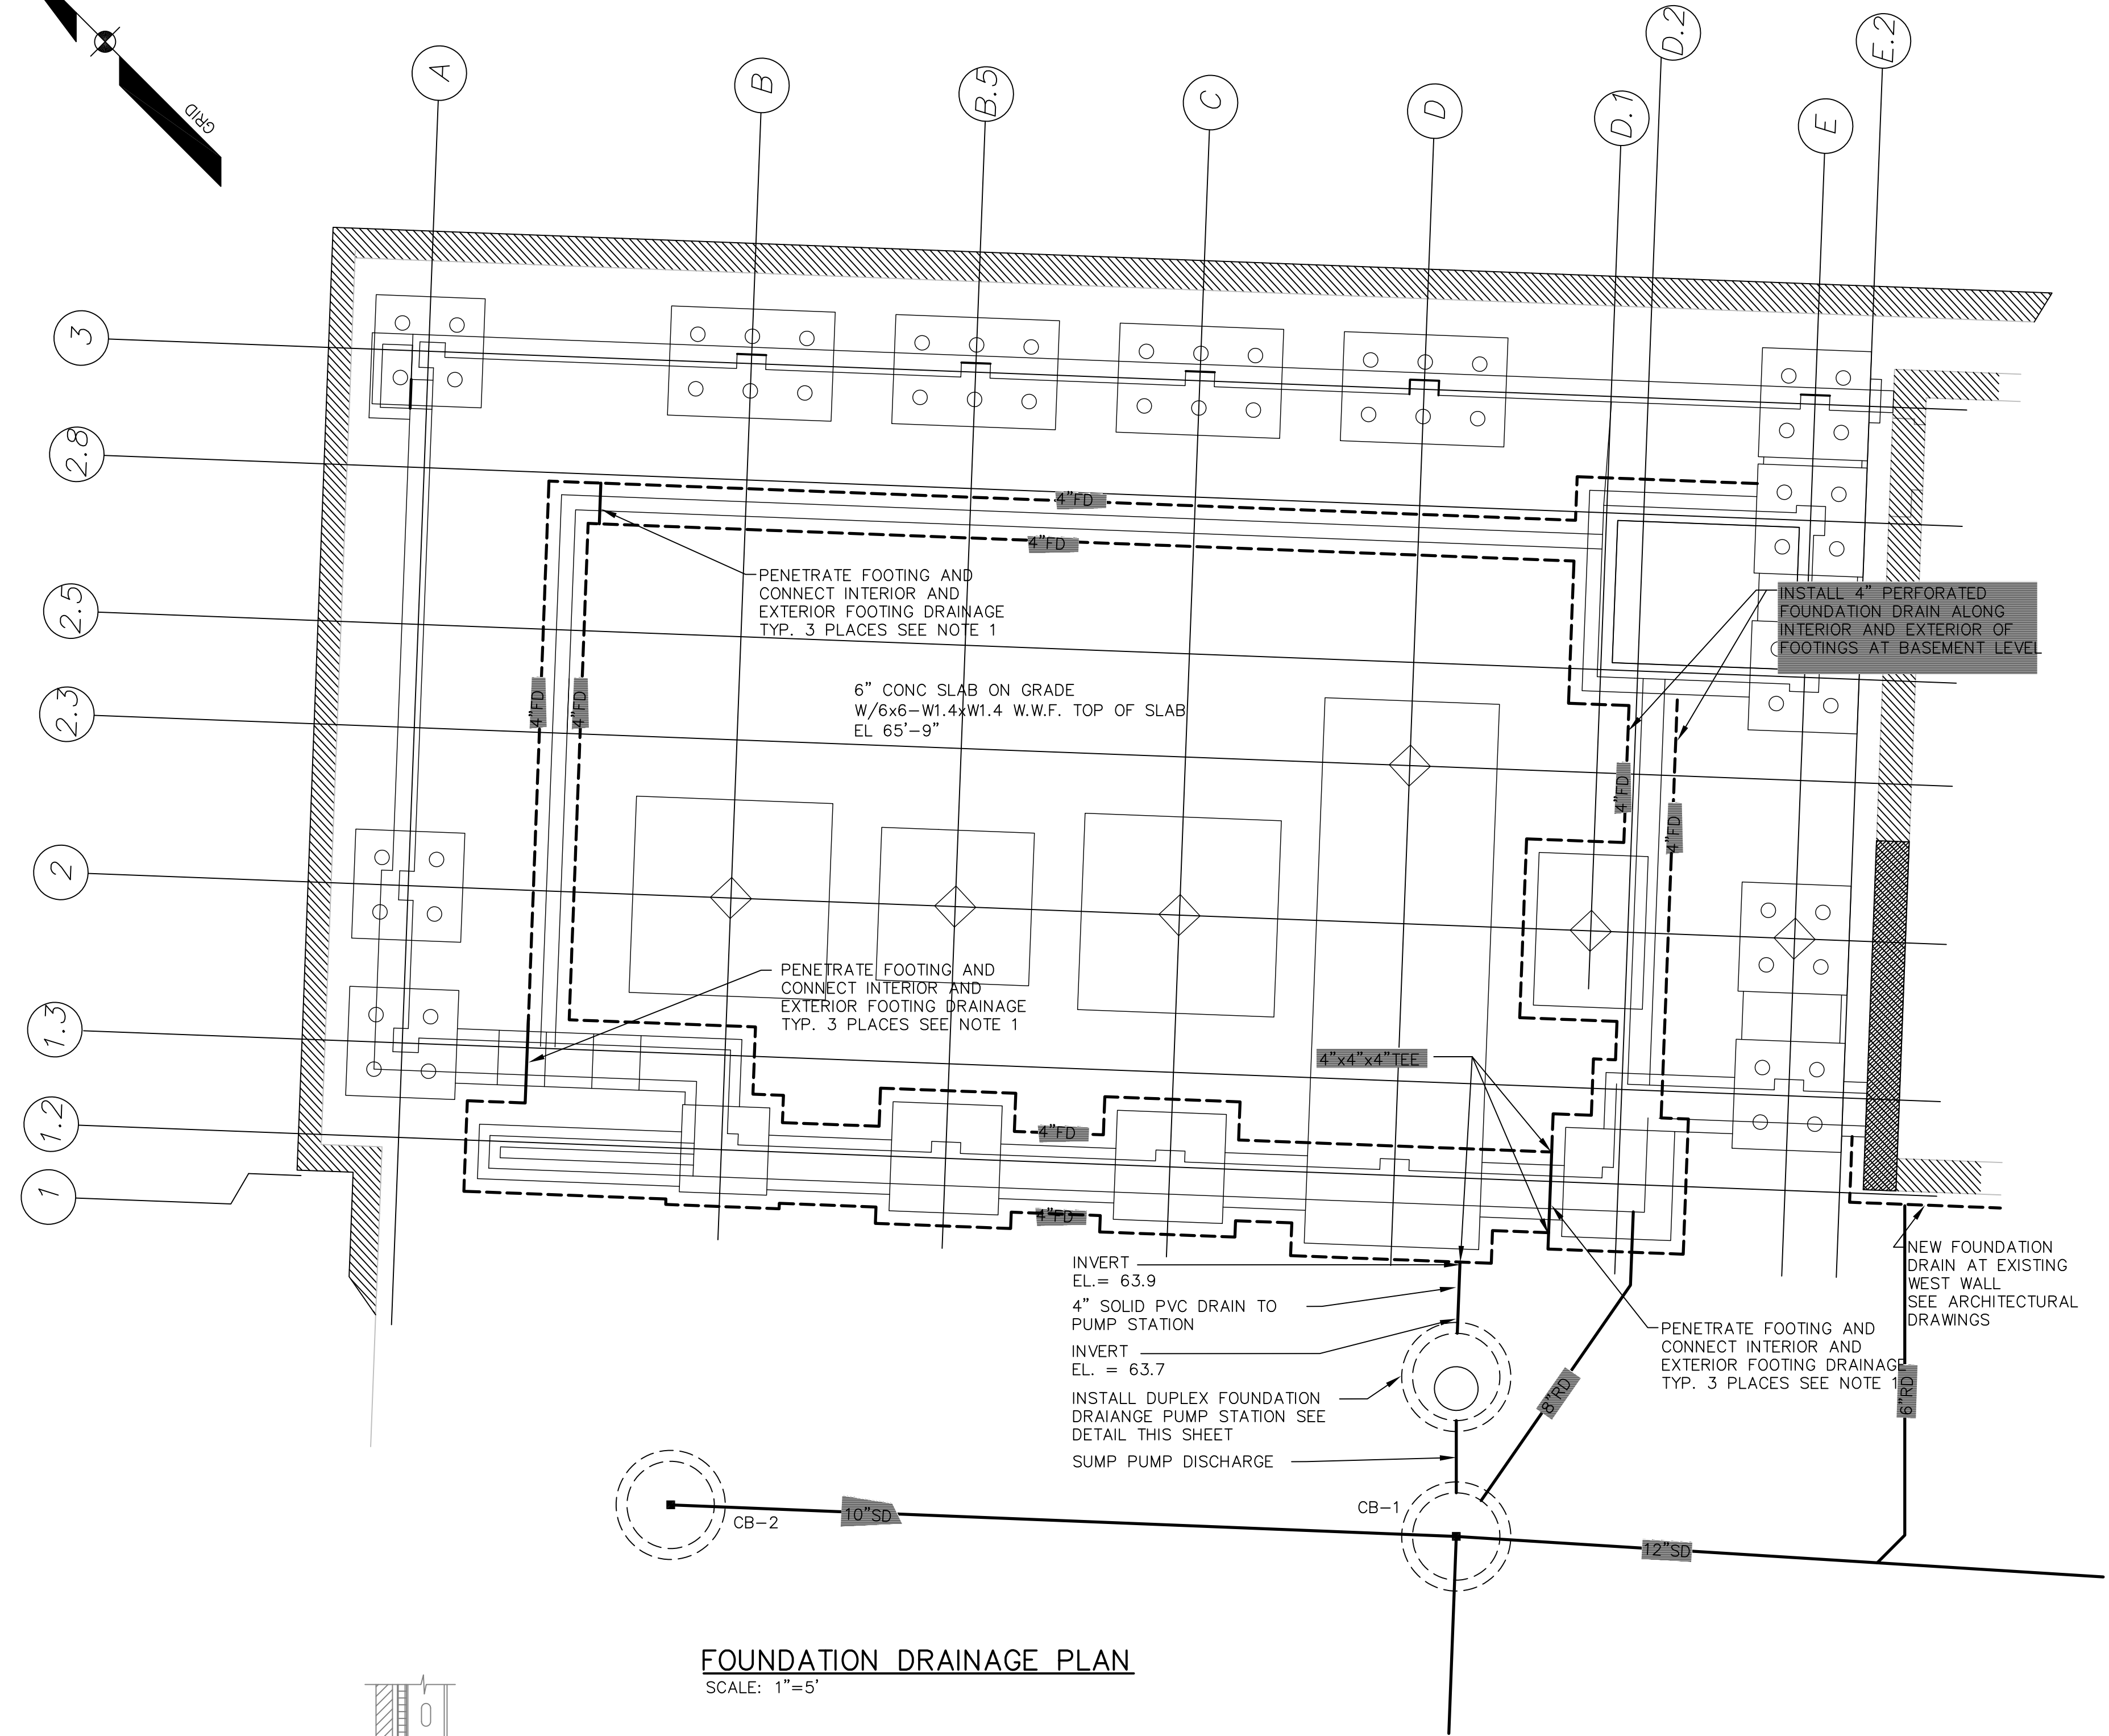 GRID
A
B
B.5
C
D
D.1
D.2
E
E.2
3
2.8
2.5
2.3
2
1.3
1.2
1
4"FD
4"FD
PENETRATE FOOTING AND
CONNECT INTERIOR AND
EXTERIOR FOOTING DRAINAGE
TYP. 3 PLACES SEE NOTE 1
INSTALL 4" PERFORATED
FOUNDATION DRAIN ALONG
INTERIOR AND EXTERIOR OF
FOOTINGS AT BASEMENT LEVEL
4"FD
4"FD
6" CONC SLAB ON GRADE
W/6x6-W1.4xW1.4 W.W.F. TOP OF SLAB
EL 65'-9"
4"FD
4"FD
PENETRATE FOOTING AND
CONNECT INTERIOR AND
EXTERIOR FOOTING DRAINAGE
TYP. 3 PLACES SEE NOTE 1
4"x4"x4"TEE
4"FD
4"FD
INVERT
EL.= 63.9
4" SOLID PVC DRAIN TO
PUMP STATION
INVERT
EL. = 63.7
INSTALL DUPLEX FOUNDATION
DRAIANGE PUMP STATION SEE
DETAIL THIS SHEET
SUMP PUMP DISCHARGE
NEW FOUNDATION
DRAIN AT EXISTING
WEST WALL
SEE ARCHITECTURAL
DRAWINGS
PENETRATE FOOTING AND
CONNECT INTERIOR AND
EXTERIOR FOOTING DRAINAGE
TYP. 3 PLACES SEE NOTE 1
8"RD
6"RD
CB-2
10"SD
CB-1
12"SD
FOUNDATION DRAINAGE PLAN
SCALE: 1"=5'